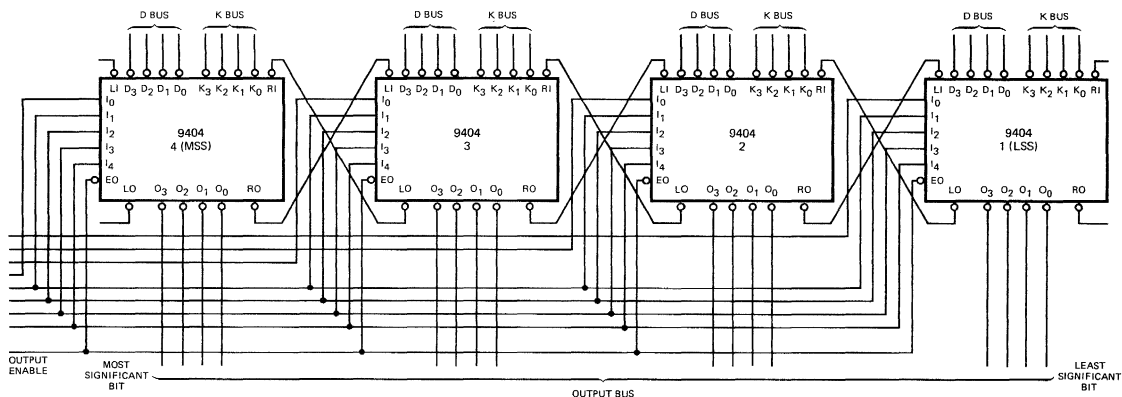 D BUS K BUS D BUS K BUS D BUS K BUS D BUS K BUS
LI D3 D2 D1 D0 K3 K2 K1 K0 RI LI D3 D2 D1 D0 K3 K2 K1 K0 RI LI D3 D2 D1 D0 K3 K2 K1 K0 RI LI D3 D2 D1 D0 K3 K2 K1 K0 RI
I0 I0 I0 I0
I1 I1 I1 I1
I2 9404 I2 9404 I2 9404 I2 9404
I3 4 (MSS) I3 3 I3 2 I3 1 (LSS)
I4 I4 I4 I4
EO EO EO EO
LO O3 O2 O1 O0 RO LO O3 O2 O1 O0 RO LO O3 O2 O1 O0 RO LO O3 O2 O1 O0 RO
OUTPUT
ENABLE
MOST
SIGNIFICANT
BIT
LEAST
SIGNIFICANT
BIT
OUTPUT BUS